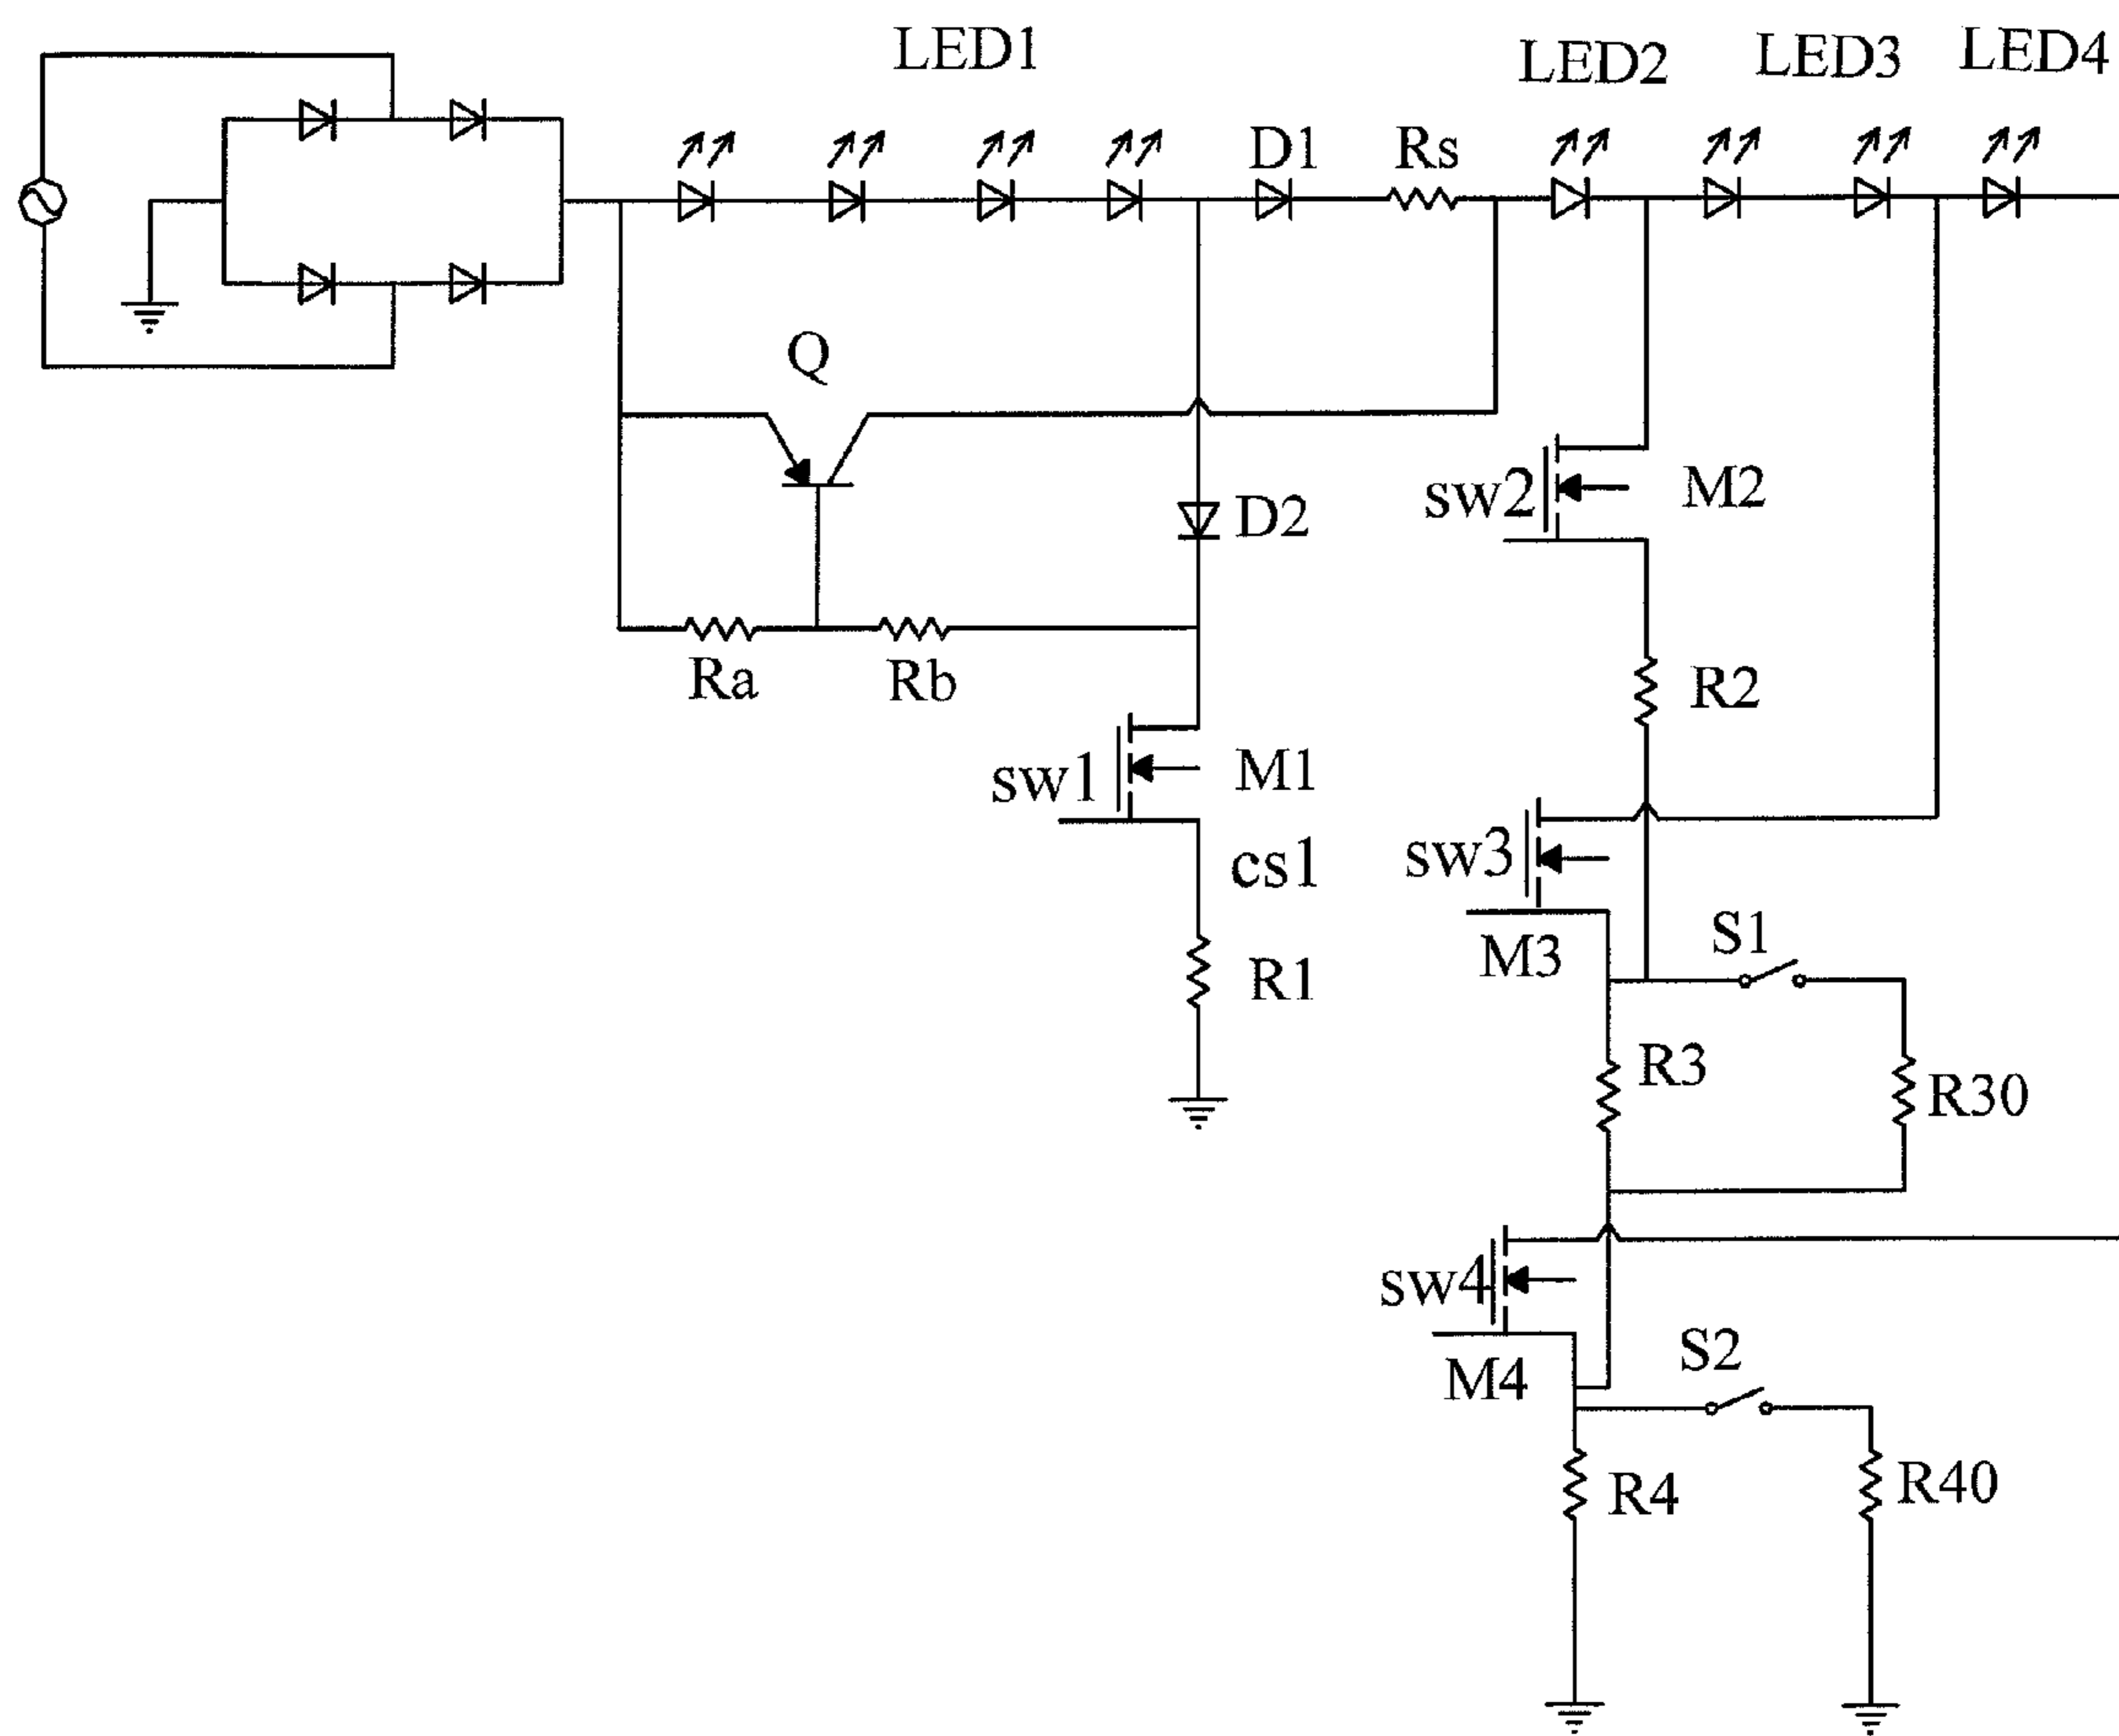 LED1
LED2
LED3
LED4
D1
Rs
Q
D2
sw2
M2
Ra
Rb
R2
sw1
M1
cs1
sw3
M3
S1
R1
R3
R30
sw4
M4
S2
R4
R40